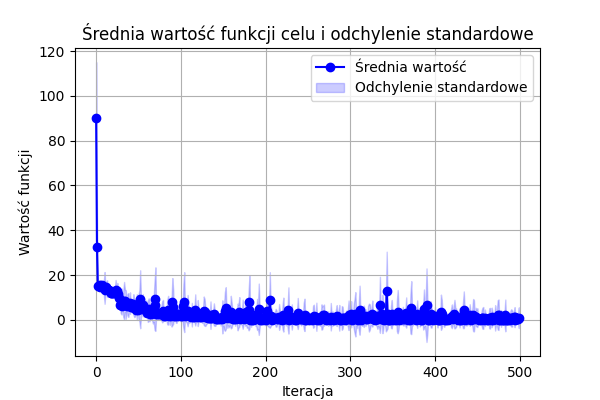 Średnia wartość funkcji celu i odchylenie standardowe
Średnia wartość
Odchylenie standardowe
Wartość funkcji
120
100
80
60
40
20
0
0 100 200 300 400 500
Iteracja